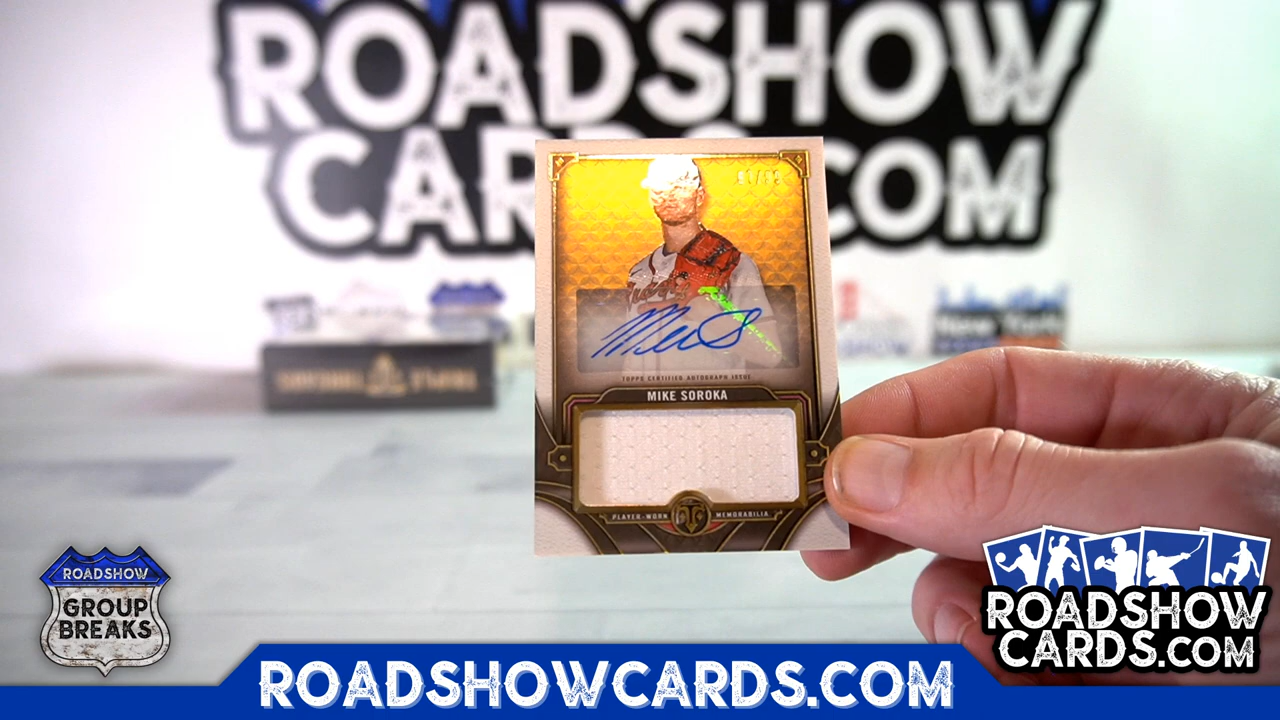 ROADSHOW
CARDS.COM
TOPPS CERTIFIED AUTOGRAPH ISSUE
MIKE SOROKA
PLAYER-WORN MEMORABILIA
ROADSHOW
GROUP
BREAKS
ROADSHOW
CARDS.COM
ROADSHOWCARDS.COM